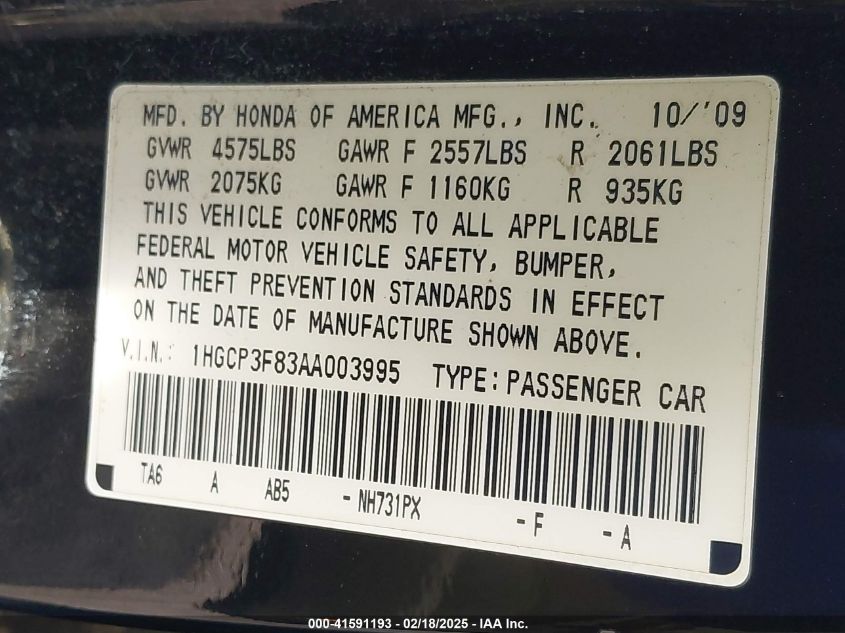 MFD. BY HONDA OF AMERICA MFG., INC. 10/'09
GVWR 4575LBS GAWR F 2557LBS R 2061LBS
GVWR 2075KG GAWR F 1160KG R 935KG
THIS VEHICLE CONFORMS TO ALL APPLICABLE
FEDERAL MOTOR VEHICLE SAFETY, BUMPER,
AND THEFT PREVENTION STANDARDS IN EFFECT
ON THE DATE OF MANUFACTURE SHOWN ABOVE.
V.I.N.: 1HGCP3F83AA003995 TYPE: PASSENGER CAR
TA6 A AB5 - NH731PX - F - A
000-41591193 - 02/18/2025 - IAA Inc.